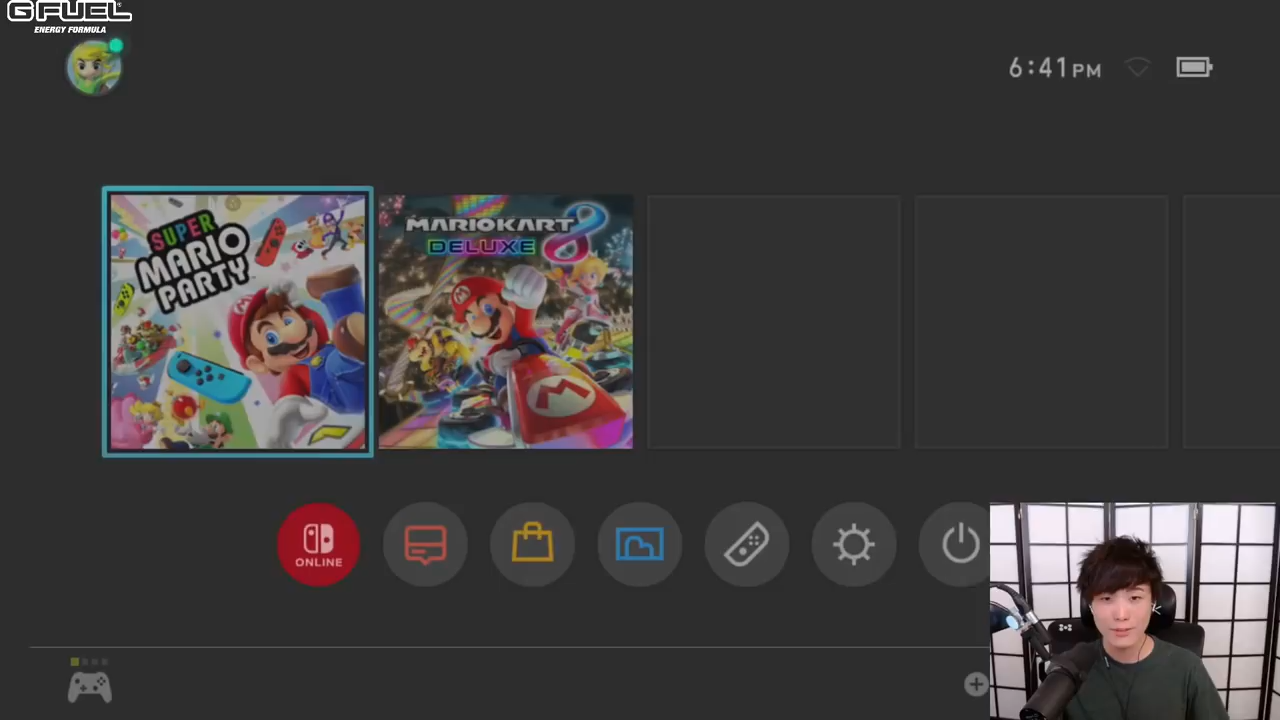 GFUEL
ENERGY FORMULA
6:41 PM
SUPER
MARIO
PARTY
MARIOKART 8
DELUXE
ONLINE